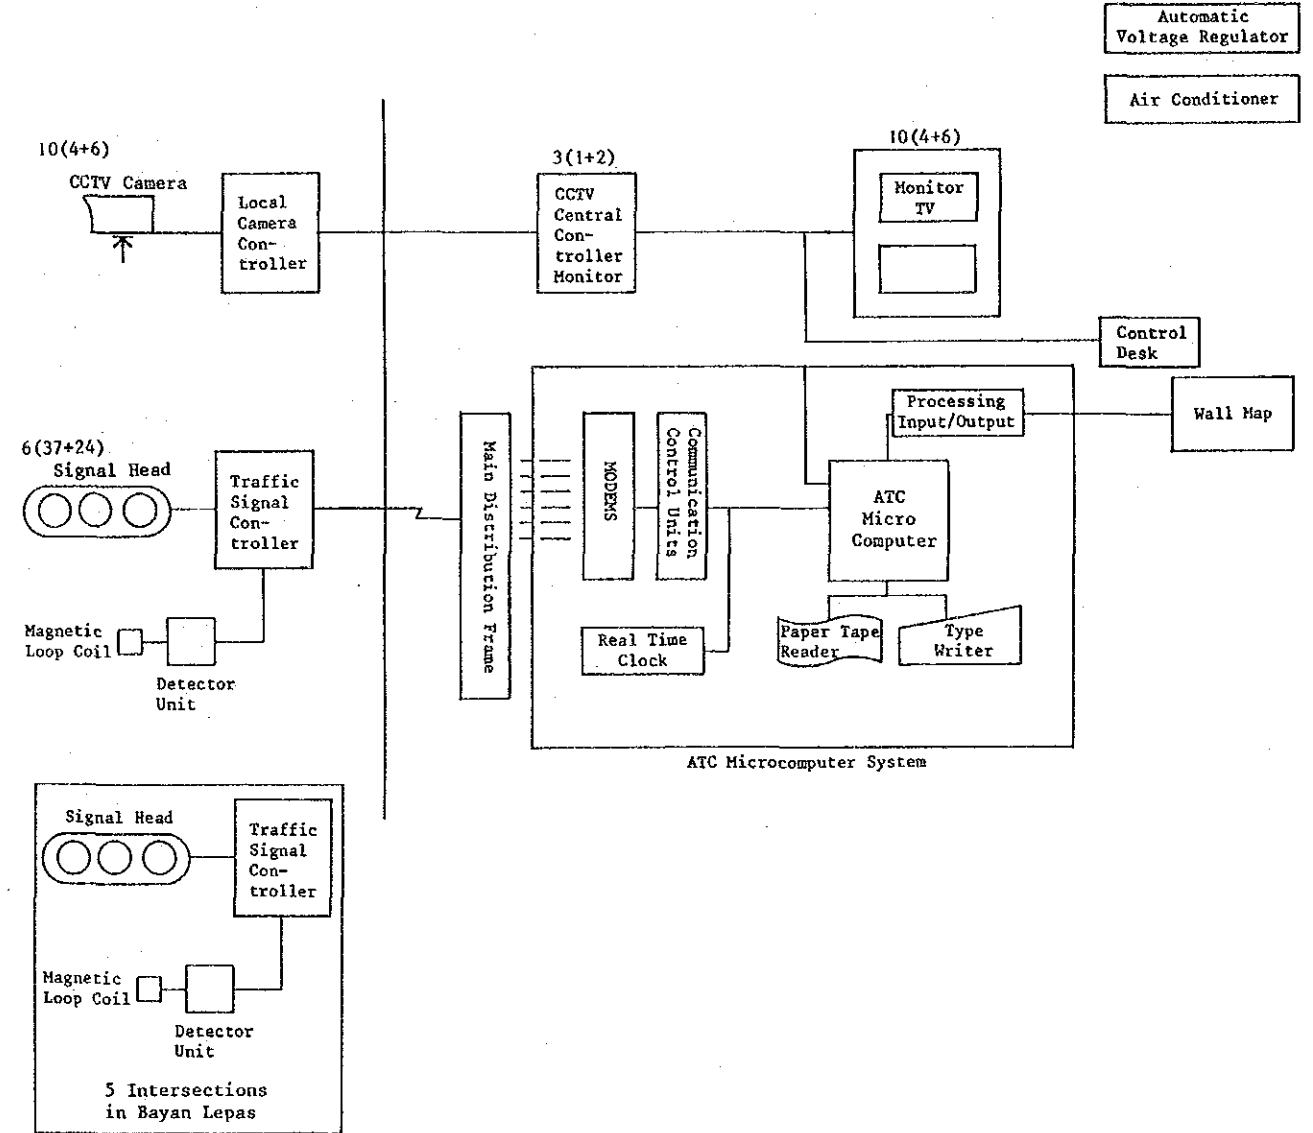 Automatic
Voltage Regulator
Air Conditioner
10(4+6)
CCTV Camera
Local
Camera
Con-
troller
3(1+2)
CCTV
Central
Con-
troller
Monitor
10(4+6)
Monitor
TV
Control
Desk
Wall Map
Processing
Input/Output
6(37+24)
Signal Head
Traffic
Signal
Con-
troller
Main Distribution Frame
MODEMS
Communication
Control Units
ATC
Micro
Computer
Magnetic
Loop Coil
Detector
Unit
Real Time
Clock
Paper Tape
Reader
Type
Writer
ATC Microcomputer System
Signal Head
Traffic
Signal
Con-
troller
Magnetic
Loop Coil
Detector
Unit
5 Intersections
in Bayan Lepas